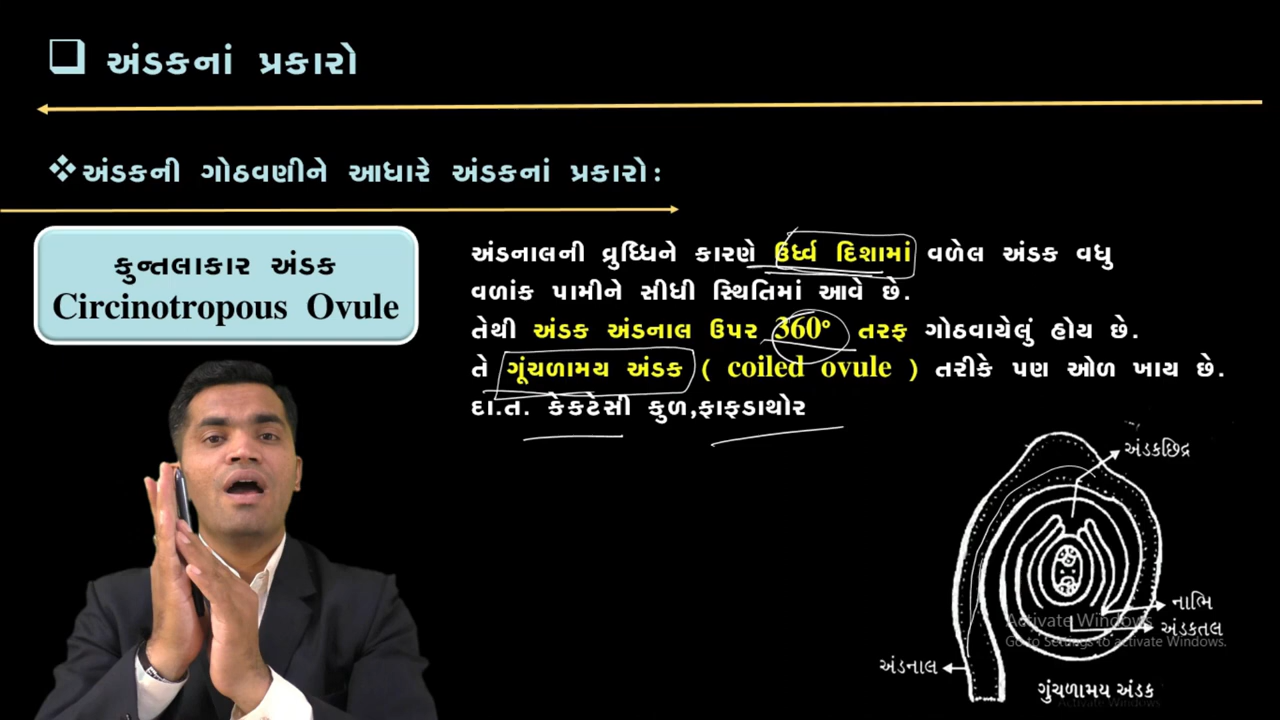 અંડકનાં પ્રકારો
અંડકની ગોઠવણીને આધારે અંડકનાં પ્રકારો:
કુન્તલાકાર અંડક
Circinotropous Ovule
અંડનાલની વ્રુધ્ધિને કારણે ઉર્ધ્વ દિશામાં વળેલ અંડક વધુ
વળાંક પામીને સીધી સ્થિતિમાં આવે છે.
તેથી અંડક અંડનાલ ઉપર 360° તરફ ગોઠવાયેલું હોય છે.
તે ગૂંચળામય અંડક ( coiled ovule ) તરીકે પણ ઓળ ખાય છે.
દા.ત. કેકટેસી કુળ,ફાફડાથોર
અંડકછિદ્ર
નાભિ
અંડકતલ
અંડનાલ
ગુંચળામય અંડક
Activate Windows
Go to Settings to activate Windows.
Activate Windows